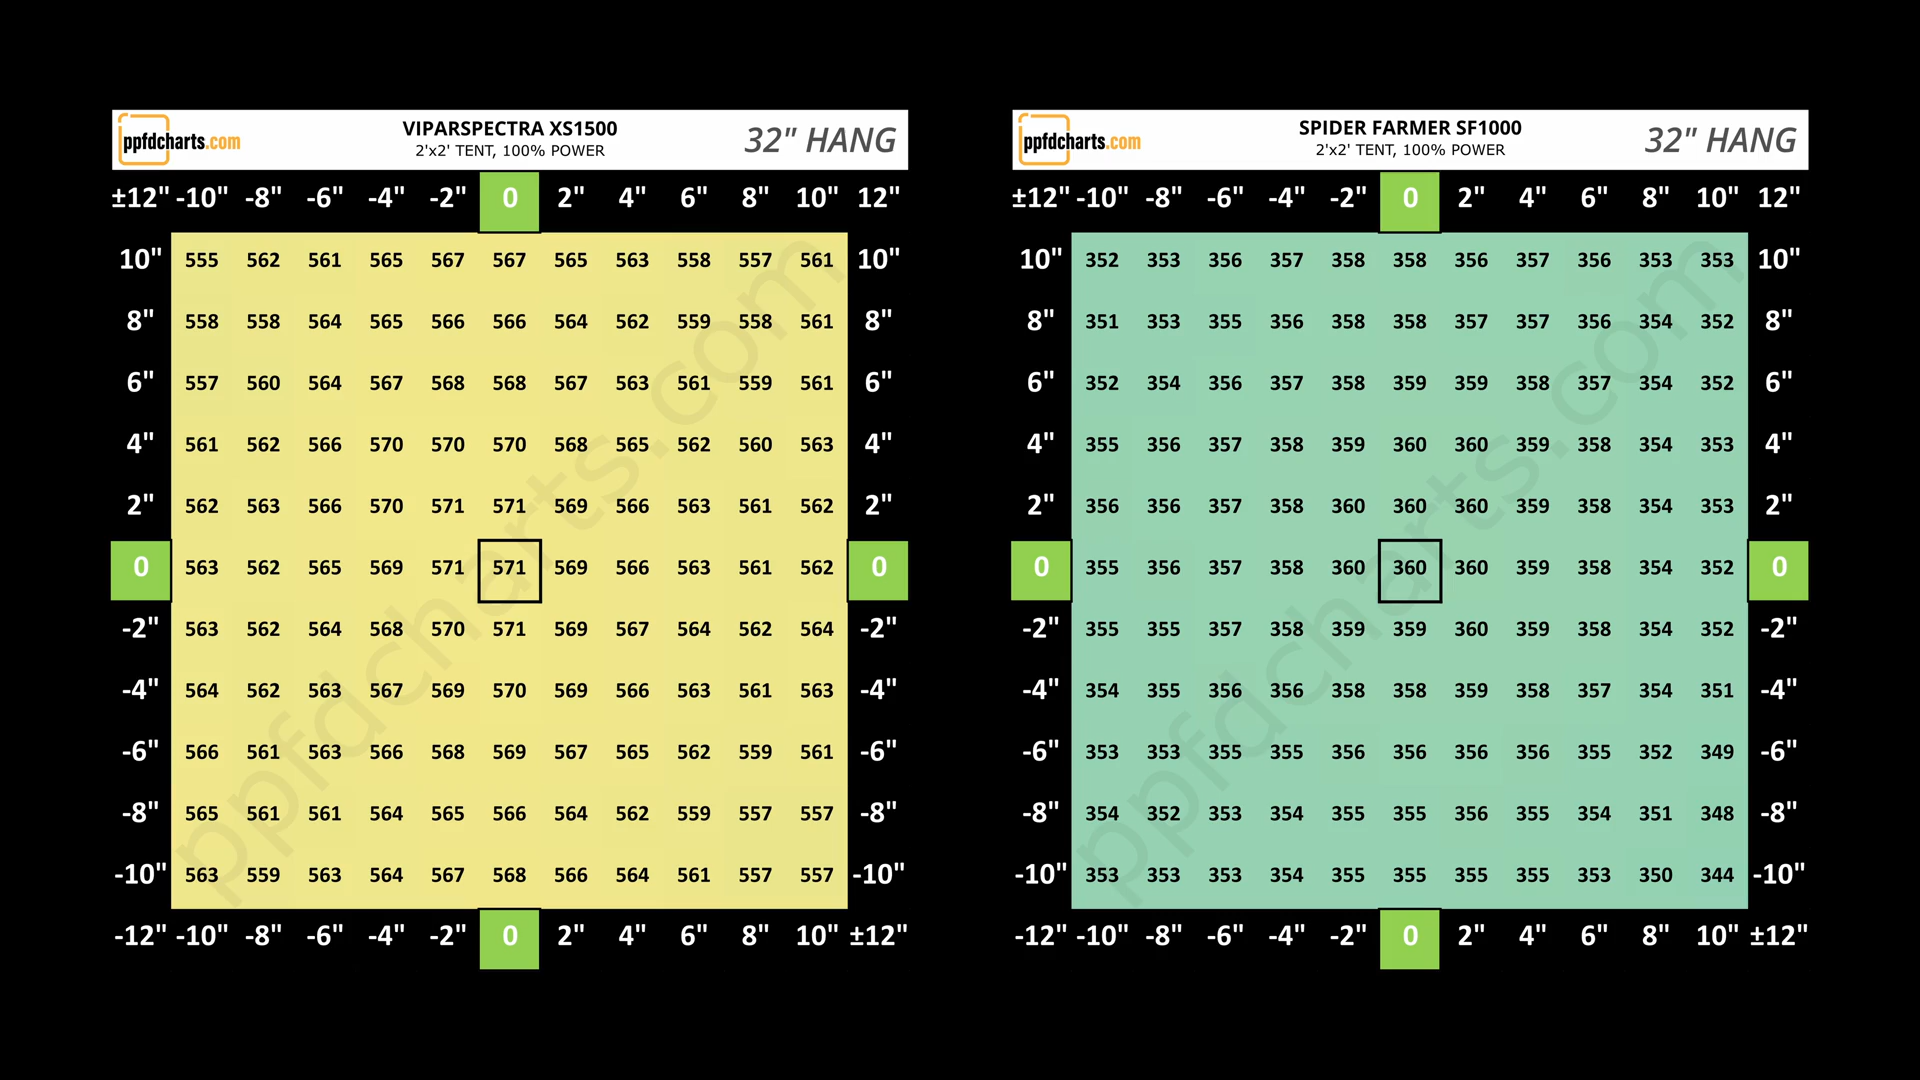 ppfdcharts.com
VIPARSPECTRA XS1500
2'x2' TENT, 100% POWER
32" HANG
±12" -10" -8" -6" -4" -2" 0 2" 4" 6" 8" 10" 12"
10" 555 562 561 565 567 567 565 563 558 557 561 10"
8" 558 558 564 565 566 566 564 562 559 558 561 8"
6" 557 560 564 567 568 568 567 563 561 559 561 6"
4" 561 562 566 570 570 570 568 565 562 560 563 4"
2" 562 563 566 570 571 571 569 566 563 561 562 2"
0 563 562 565 569 571 571 569 566 563 561 562 0
-2" 563 562 564 568 570 571 569 567 564 562 564 -2"
-4" 564 562 563 567 569 570 569 566 563 561 563 -4"
-6" 566 561 563 566 568 569 567 565 562 559 561 -6"
-8" 565 561 561 564 565 566 564 562 559 557 557 -8"
-10" 563 559 563 564 567 568 566 564 561 557 557 -10"
-12" -10" -8" -6" -4" -2" 0 2" 4" 6" 8" 10" ±12"
ppfdcharts.com
ppfdcharts.com
SPIDER FARMER SF1000
2'x2' TENT, 100% POWER
32" HANG
±12" -10" -8" -6" -4" -2" 0 2" 4" 6" 8" 10" 12"
10" 352 353 356 357 358 358 356 357 356 353 353 10"
8" 351 353 355 356 358 358 357 357 356 354 352 8"
6" 352 354 356 357 358 359 359 358 357 354 352 6"
4" 355 356 357 358 359 360 360 359 358 354 353 4"
2" 356 356 357 358 360 360 360 359 358 354 353 2"
0 355 356 357 358 360 360 360 359 358 354 352 0
-2" 355 355 357 358 359 359 360 359 358 354 352 -2"
-4" 354 355 356 356 358 358 359 358 357 354 351 -4"
-6" 353 353 355 355 356 356 356 356 355 352 349 -6"
-8" 354 352 353 354 355 355 356 355 354 351 348 -8"
-10" 353 353 353 354 355 355 355 355 353 350 344 -10"
-12" -10" -8" -6" -4" -2" 0 2" 4" 6" 8" 10" ±12"
ppfdcharts.com